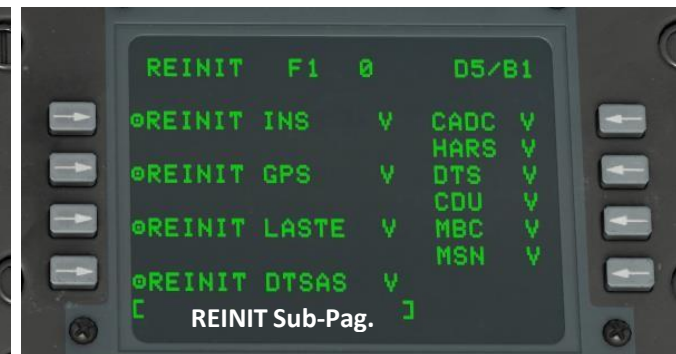 REINIT F1 0 D5/B1
⊙REINIT INS V CADC V
HARS V
⊙REINIT GPS V DTS V
CDU V
⊙REINIT LASTE V MBC V
MSN V
⊙REINIT DTSAS V
[ REINIT Sub-Pag. ]